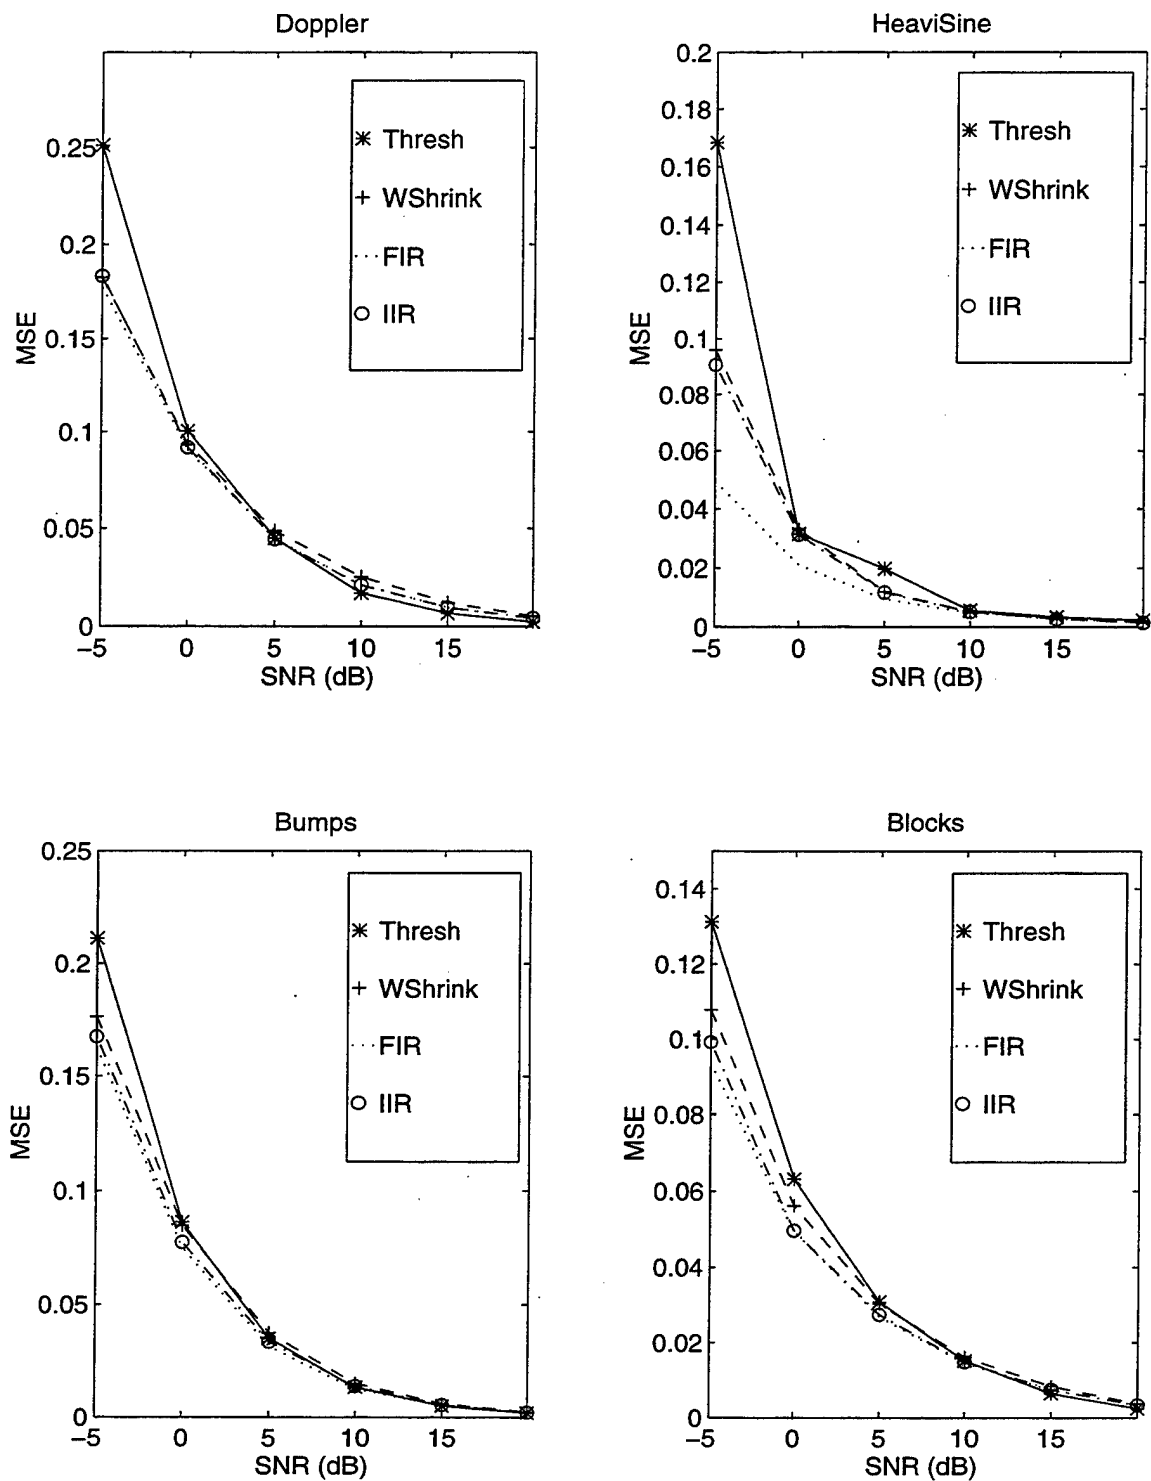 Doppler
0.25
0.2
0.15
0.1
0.05
0
MSE
−5 0 5 10 15
SNR (dB)
Thresh
WShrink
FIR
IIR
HeaviSine
0.2
0.18
0.16
0.14
0.12
0.1
0.08
0.06
0.04
0.02
0
MSE
−5 0 5 10 15
SNR (dB)
Thresh
WShrink
FIR
IIR
Bumps
0.25
0.2
0.15
0.1
0.05
0
MSE
−5 0 5 10 15
SNR (dB)
Thresh
WShrink
FIR
IIR
Blocks
0.14
0.12
0.1
0.08
0.06
0.04
0.02
0
MSE
−5 0 5 10 15
SNR (dB)
Thresh
WShrink
FIR
IIR